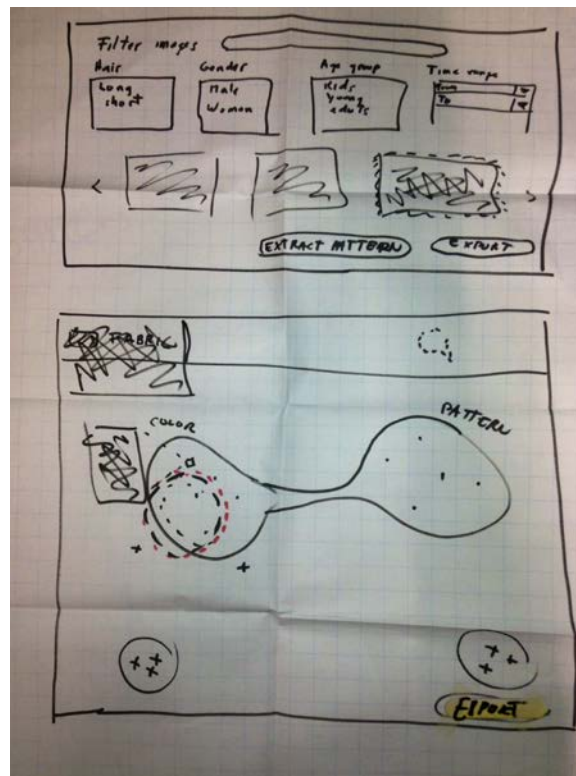 Filter images
Hair
Gender
Age group
Time range
Long
short
Male
Women
Kids
Young
adults
From
To
EXTRACT PATTERN
EXPORT
FABRIC
COLOR
PATTERN
EXPORT